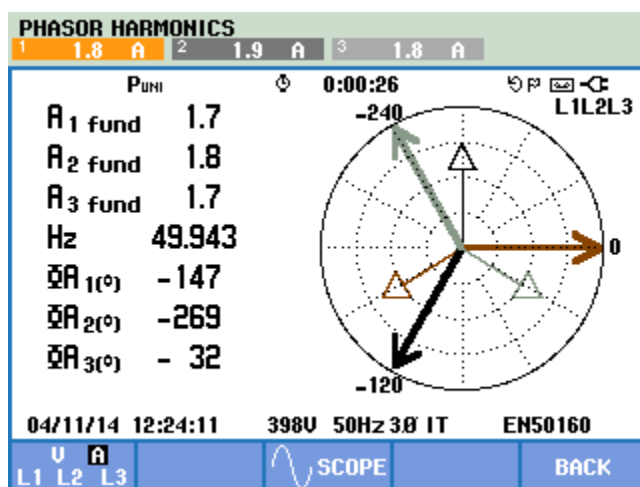 PHASOR HARMONICS
1 1.8 A 2 1.9 A 3 1.8 A
PUNI 0:00:26
L1L2L3
A1 fund 1.7
A2 fund 1.8
A3 fund 1.7
Hz 49.943
ΦA1(°) -147
ΦA2(°) -269
ΦA3(°) - 32
-240
0
-120
04/11/14 12:24:11 398V 50Hz 3.0̸ IT EN50160
V A
L1 L2 L3
SCOPE
BACK